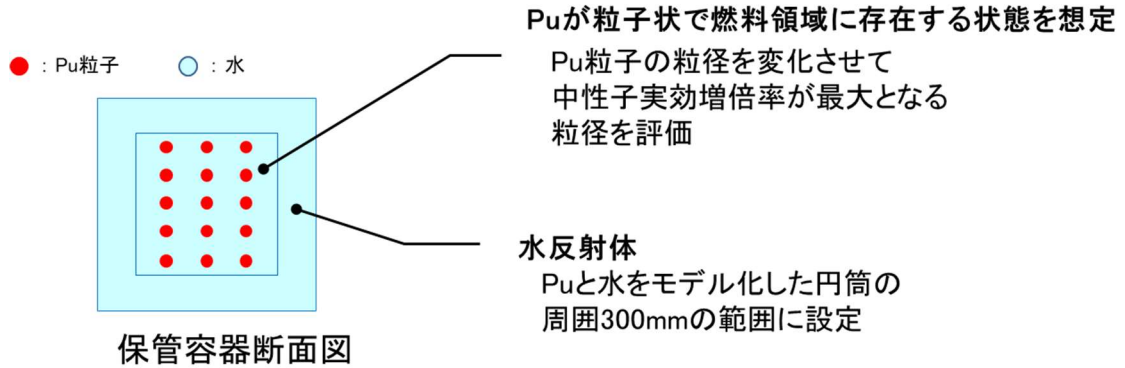 Puが粒子状で燃料領域に存在する状態を想定
：Pu粒子 ：水
Pu粒子の粒径を変化させて
中性子実効増倍率が最大となる
粒径を評価
水反射体
Puと水をモデル化した円筒の
周囲300mmの範囲に設定
保管容器断面図